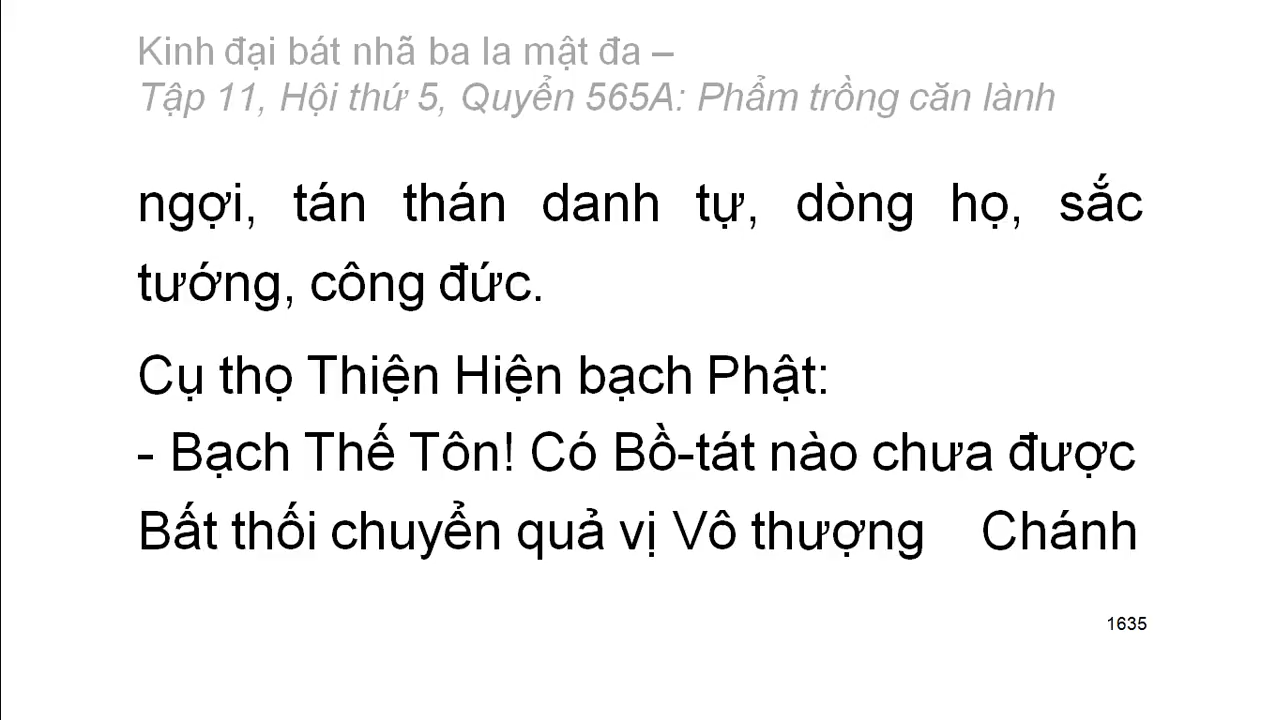 Kinh đại bát nhã ba la mật đa –
Tập 11, Hội thứ 5, Quyển 565A: Phẩm trồng căn lành
ngợi, tán thán danh tự, dòng họ, sắc
tướng, công đức.
Cụ thọ Thiện Hiện bạch Phật:
- Bạch Thế Tôn! Có Bồ-tát nào chưa được
Bất thối chuyển quả vị Vô thượng Chánh
1635